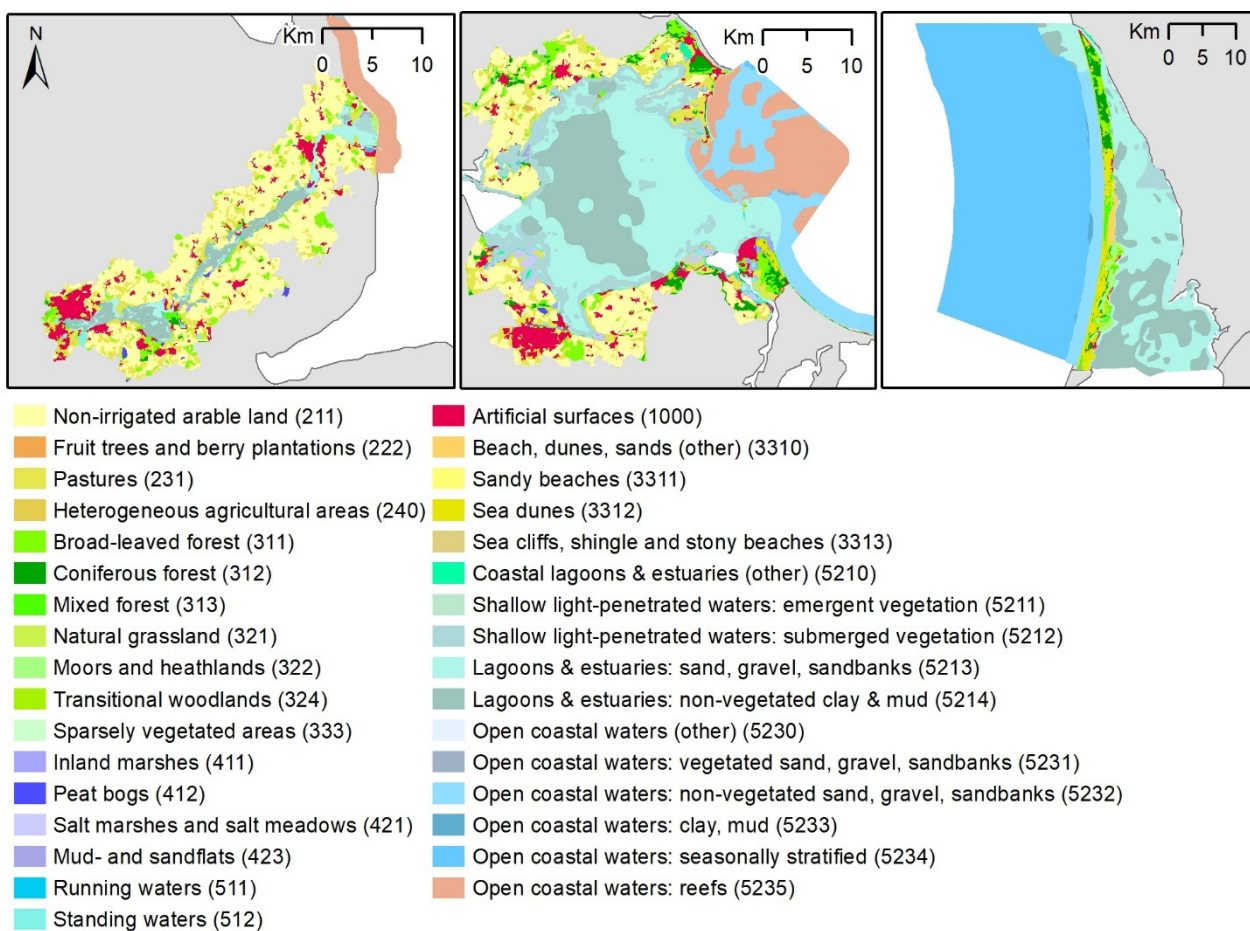 N
Km
0 5 10
Km
0 5 10
Km
0 5 10
Non-irrigated arable land (211)
Fruit trees and berry plantations (222)
Pastures (231)
Heterogeneous agricultural areas (240)
Broad-leaved forest (311)
Coniferous forest (312)
Mixed forest (313)
Natural grassland (321)
Moors and heathlands (322)
Transitional woodlands (324)
Sparsely vegetated areas (333)
Inland marshes (411)
Peat bogs (412)
Salt marshes and salt meadows (421)
Mud- and sandflats (423)
Running waters (511)
Standing waters (512)
Artificial surfaces (1000)
Beach, dunes, sands (other) (3310)
Sandy beaches (3311)
Sea dunes (3312)
Sea cliffs, shingle and stony beaches (3313)
Coastal lagoons & estuaries (other) (5210)
Shallow light-penetrated waters: emergent vegetation (5211)
Shallow light-penetrated waters: submerged vegetation (5212)
Lagoons & estuaries: sand, gravel, sandbanks (5213)
Lagoons & estuaries: non-vegetated clay & mud (5214)
Open coastal waters (other) (5230)
Open coastal waters: vegetated sand, gravel, sandbanks (5231)
Open coastal waters: non-vegetated sand, gravel, sandbanks (5232)
Open coastal waters: clay, mud (5233)
Open coastal waters: seasonally stratified (5234)
Open coastal waters: reefs (5235)